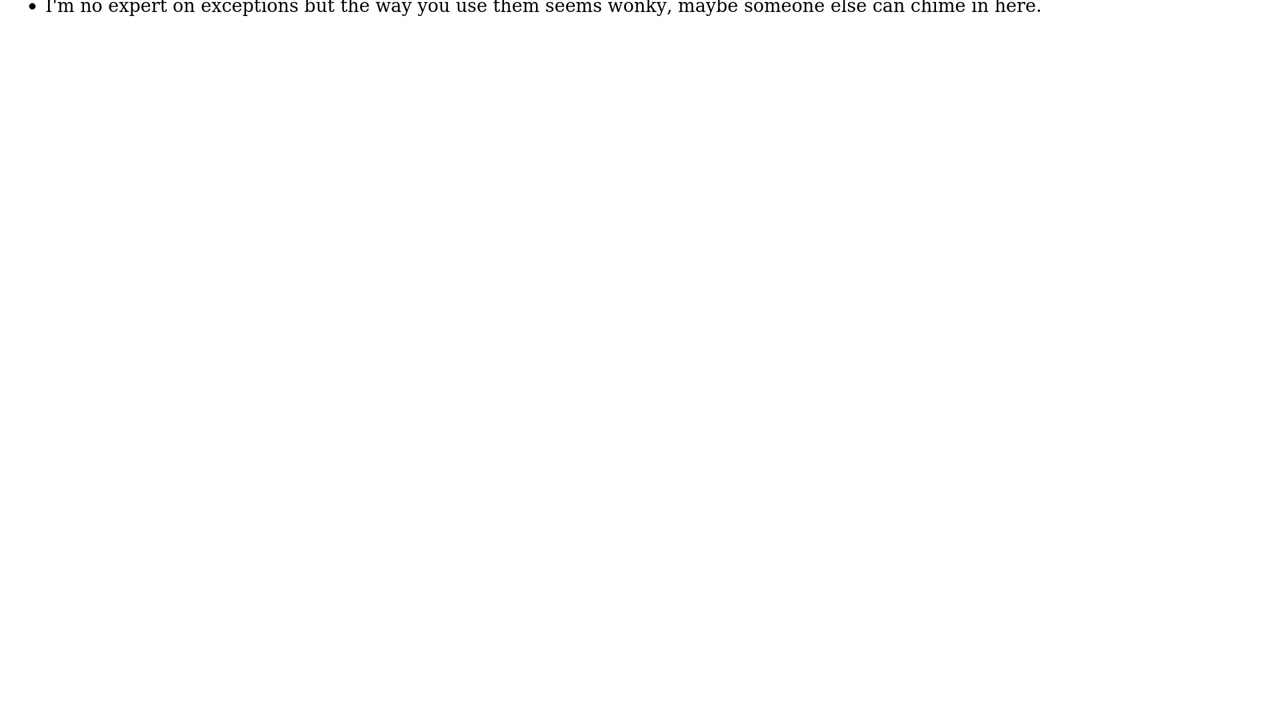 • I'm no expert on exceptions but the way you use them seems wonky, maybe someone else can chime in here.